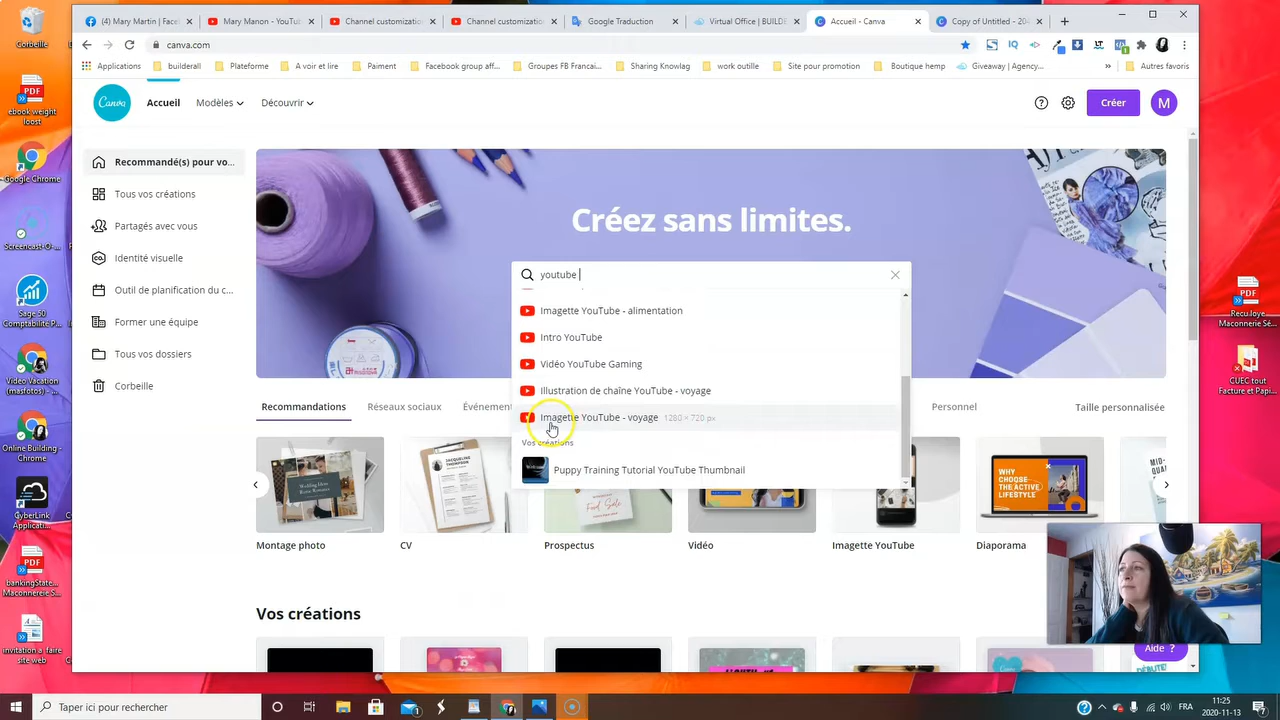 Corbeille
(4) Mary Martin | Facel
Mary Manon - YouTu
Channel customizatio
Channel customizatio
Google Traduction
Virtual Office | BUILDE
Accueil - Canva
Copy of Untitled - 204
canva.com
Applications
builderall
Plateforme
A voir et lire
Paiment
Facebook group aff...
Groupes FB Francai...
Sharing Knowlag
work outille
Site pour promotion
Boutique hemp
Giveaway | Agency...
Autres favoris
Canva
Accueil
Modèles
Découvrir
Créer
M
Recommandé(s) pour vo...
Tous vos créations
Partagés avec vous
Identité visuelle
Outil de planification du c...
Former une équipe
Tous vos dossiers
Corbeille
Créez sans limites.
youtube
Imagette YouTube - alimentation
Intro YouTube
Vidéo YouTube Gaming
Illustration de chaîne YouTube - voyage
Imagette YouTube - voyage 1280 × 720 px
Vos créations
Puppy Training Tutorial YouTube Thumbnail
Recommandations
Réseaux sociaux
Événement
Personnel
Taille personnalisée
WHY
CHOOSE
THE ACTIVE
LIFESTYLE
Montage photo
CV
Prospectus
Vidéo
Imagette YouTube
Diaporama
Vos créations
Aide ?
ebook weight
loost
Google Chrome
Screencast-O-...
Sage 50
Comptabilité P...
Video Vacation
(mastotos) -...
Online Building -
Chrome
CyberLink
Applicati...
bankingState...
Maconnerie S...
invitation a faire
site web
PDF
Recu loye
Maconnerie Sé...
CUEC tout
Facture et Papi...
Taper ici pour rechercher
FRA
11:25
2020-11-13